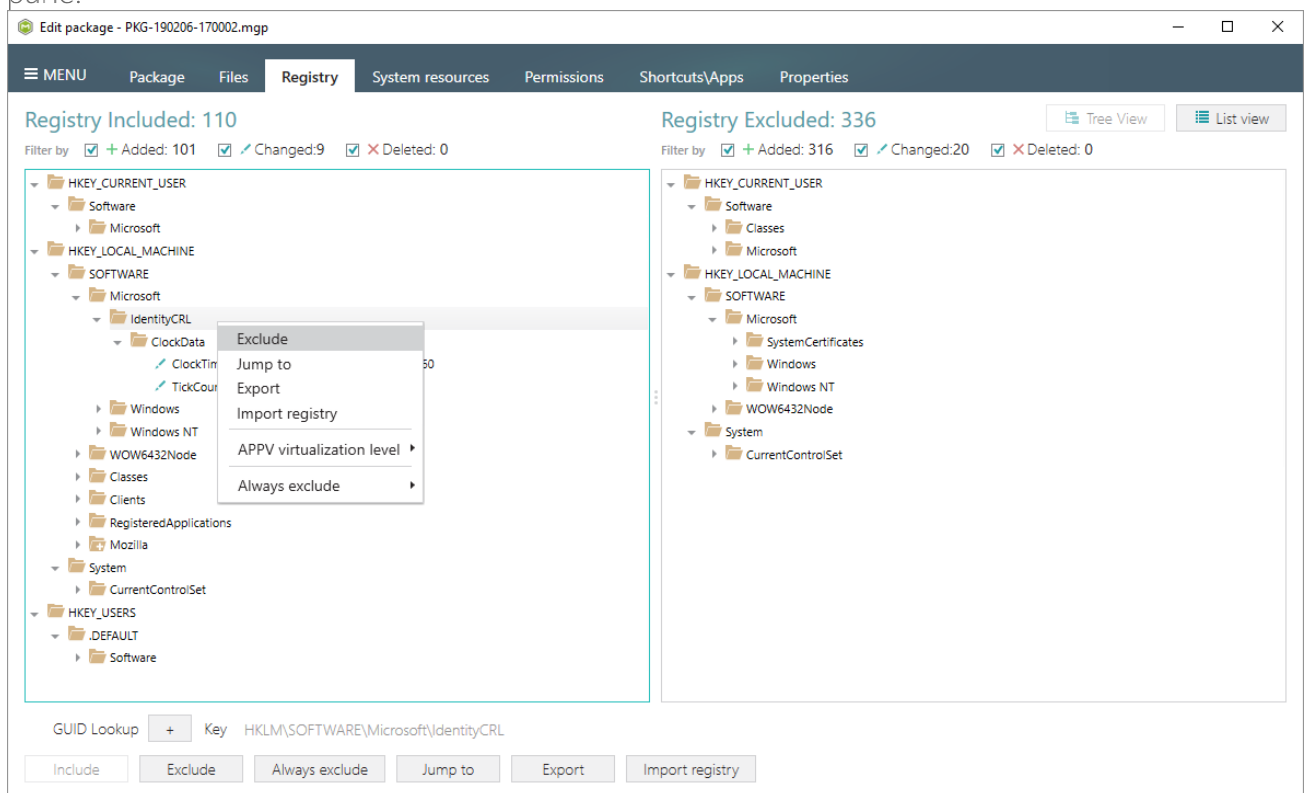 Edit package - PKG-190206-170002.mgp
MENU Package Files Registry System resources Permissions Shortcuts\Apps Properties
Registry Included: 110
Filter by Added: 101 Changed:9 Deleted: 0
HKEY_CURRENT_USER
Software
Microsoft
HKEY_LOCAL_MACHINE
SOFTWARE
Microsoft
IdentityCRL
ClockData
TickCour
Windows
Windows NT
WOW6432Node
Classes
Clients
RegisteredApplications
Mozilla
System
CurrentControlSet
HKEY_USERS
.DEFAULT
Software
Exclude
Jump to
Export
Import registry
APPV virtualization level
Always exclude
Registry Excluded: 336
Tree View List view
Filter by Added: 316 Changed:20 Deleted: 0
HKEY_CURRENT_USER
Software
Classes
Microsoft
HKEY_LOCAL_MACHINE
SOFTWARE
Microsoft
SystemCertificates
Windows
Windows NT
WOW6432Node
System
CurrentControlSet
GUID Lookup + Key HKLM\SOFTWARE\Microsoft\IdentityCRL
Include Exclude Always exclude Jump to Export Import registry